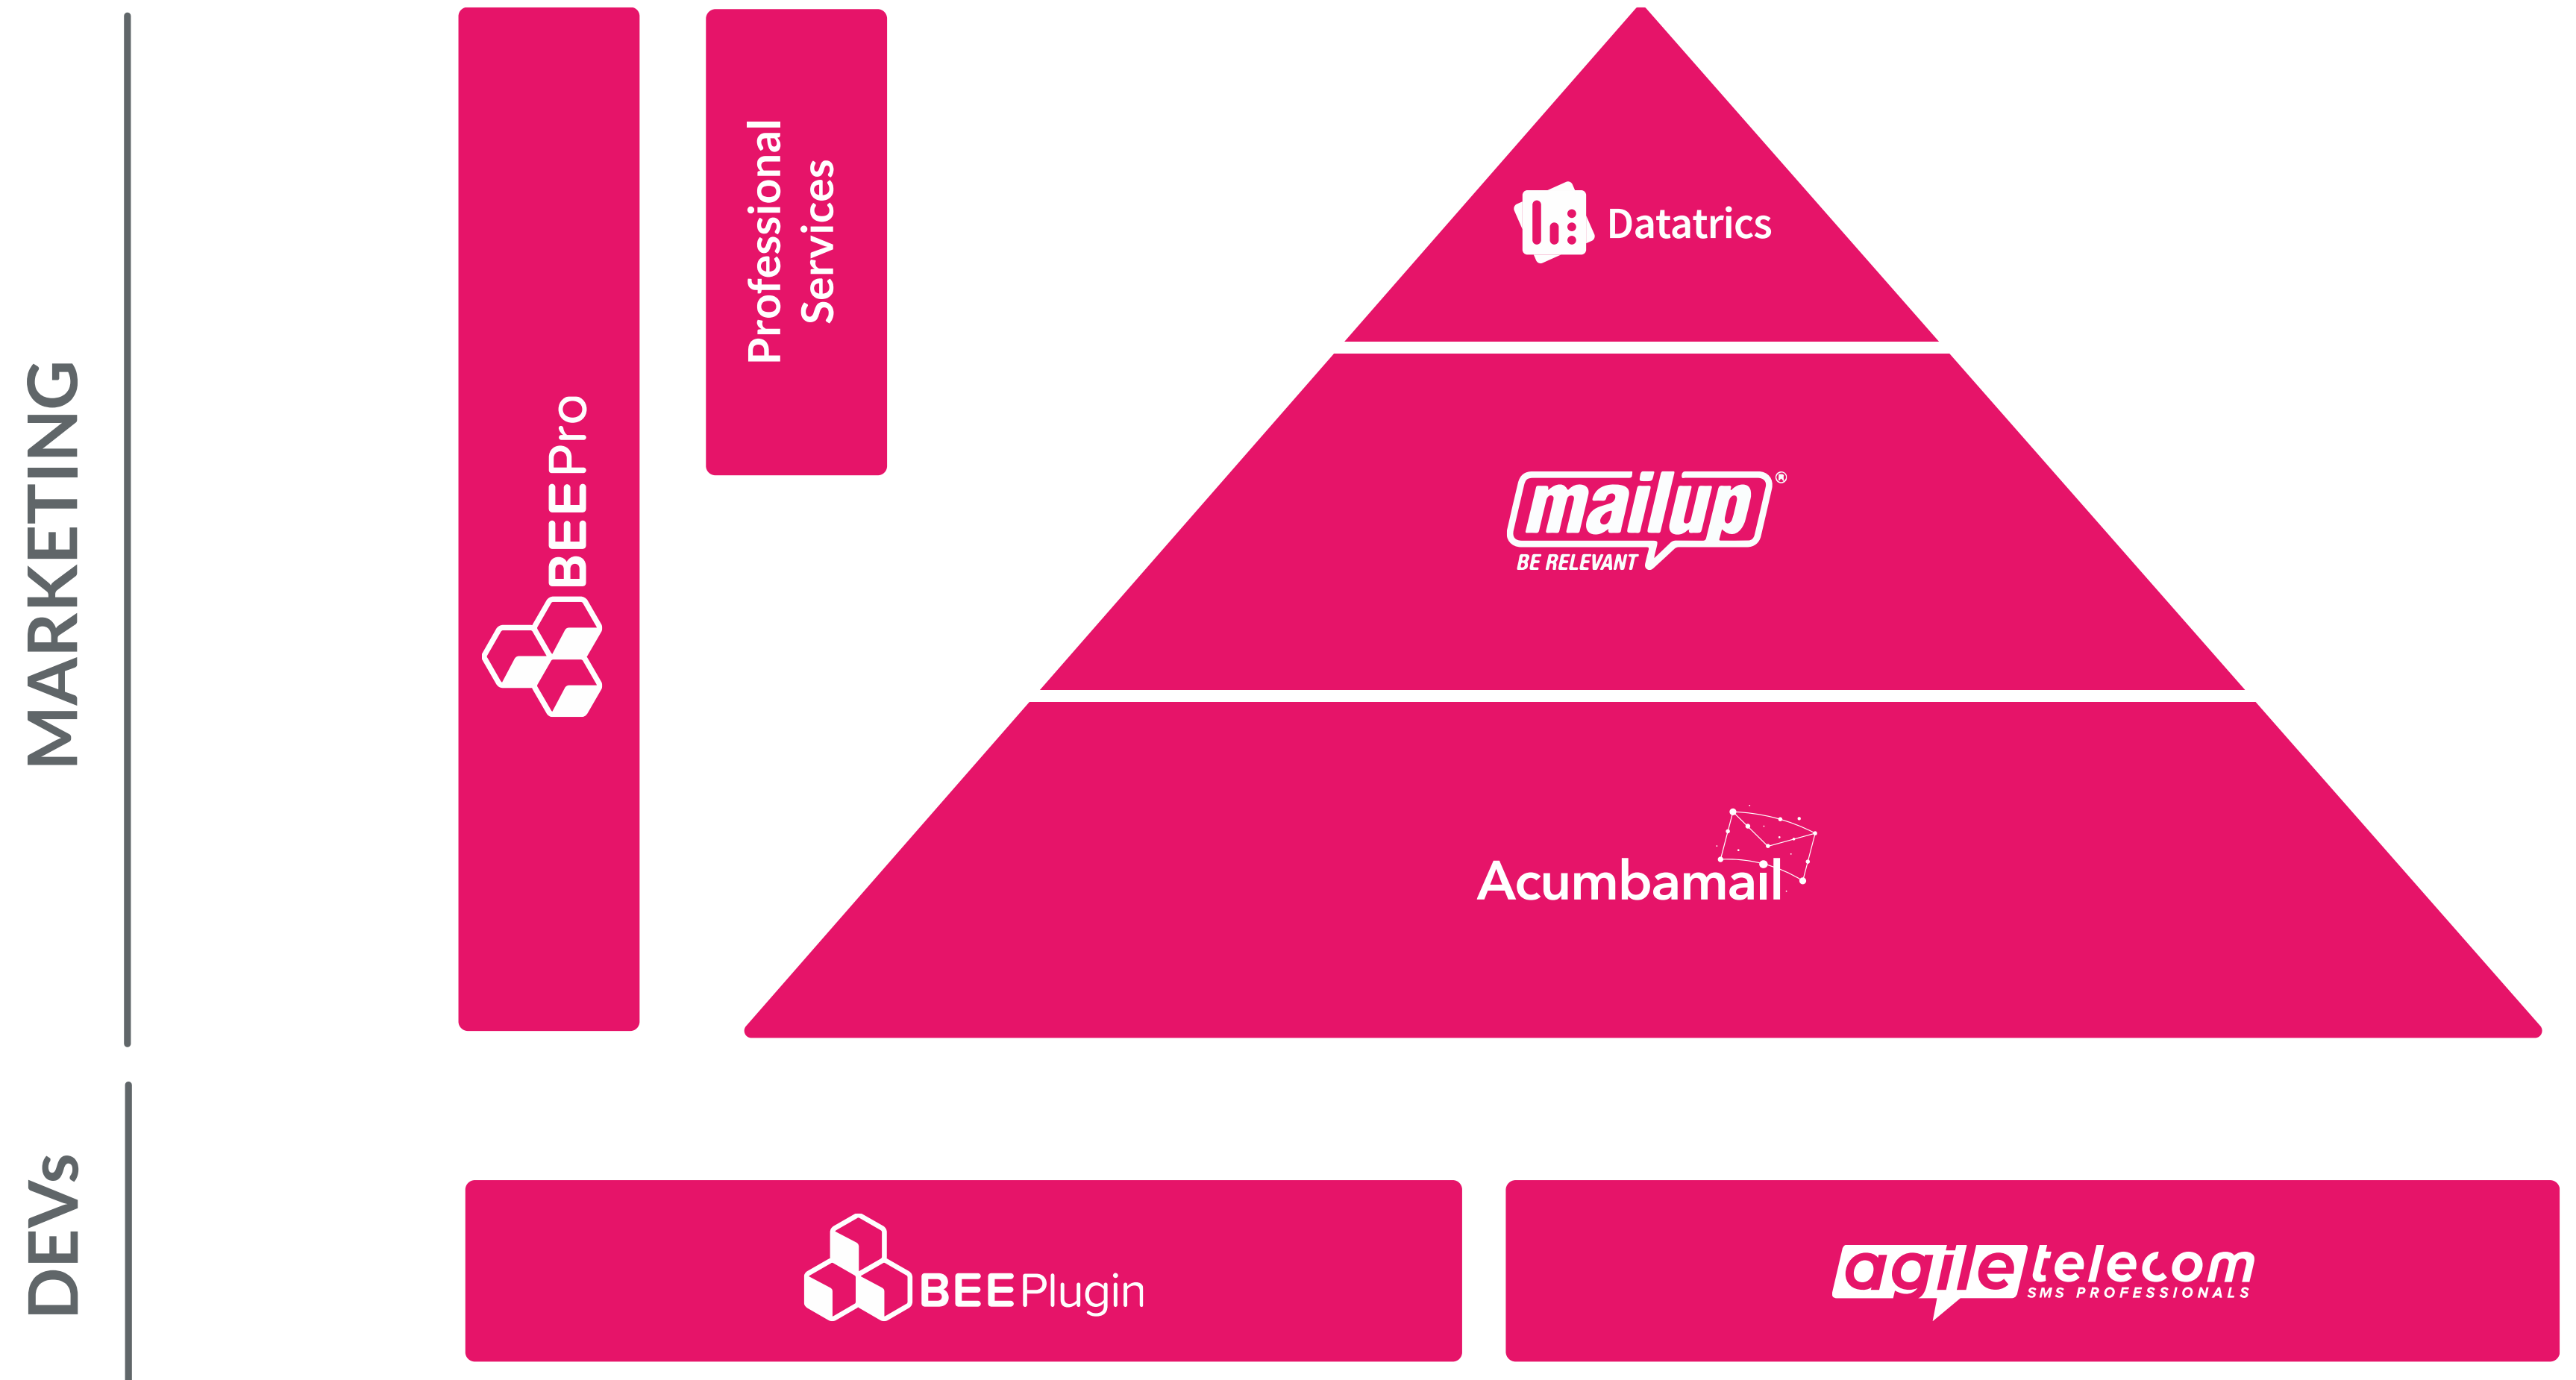 MARKETING
BEEPro
Professional
Services
Datatrics
mailup®
BE RELEVANT
Acumbamail
DEVs
BEEPlugin
agiletelecom
SMS PROFESSIONALS